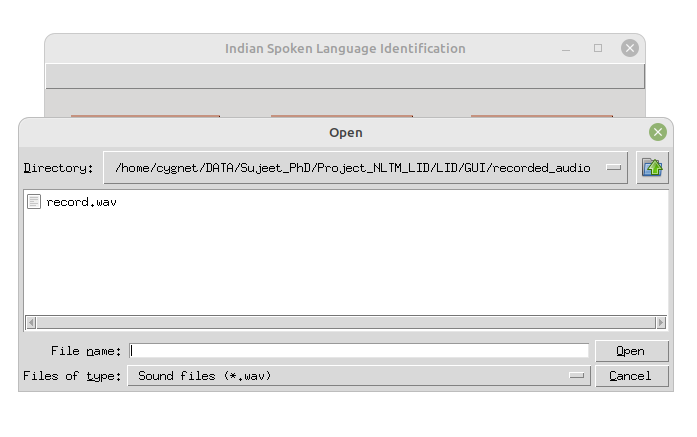 Indian Spoken Language Identification
Open
Directory: /home/cygnet/DATA/Sujeet_PhD/Project_NLTM_LID/LID/GUI/recorded_audio
record.wav
File name:
Open
Files of type: Sound files (*.wav)
Cancel